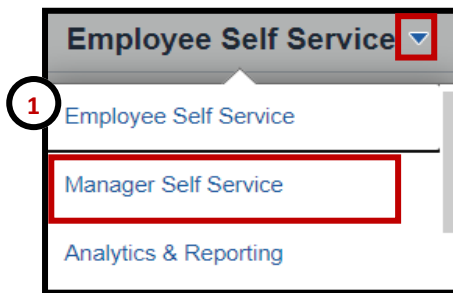 Employee Self Service
1
Employee Self Service
Manager Self Service
Analytics & Reporting